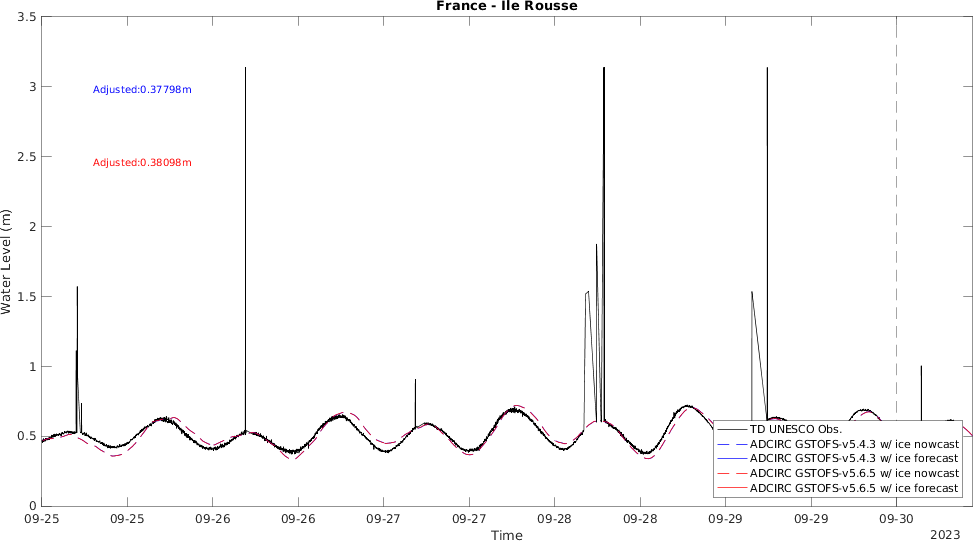 France - Ile Rousse
3.5
3
2.5
2
1.5
1
0.5
0
Water Level (m)
Adjusted:0.37798m
Adjusted:0.38098m
TD UNESCO Obs.
ADCIRC GSTOFS-v5.4.3 w/ ice nowcast
ADCIRC GSTOFS-v5.4.3 w/ ice forecast
ADCIRC GSTOFS-v5.6.5 w/ ice nowcast
ADCIRC GSTOFS-v5.6.5 w/ ice forecast
09-25 09-25 09-26 09-26 09-27 09-27 09-28 09-28 09-29 09-29 09-30
Time
2023